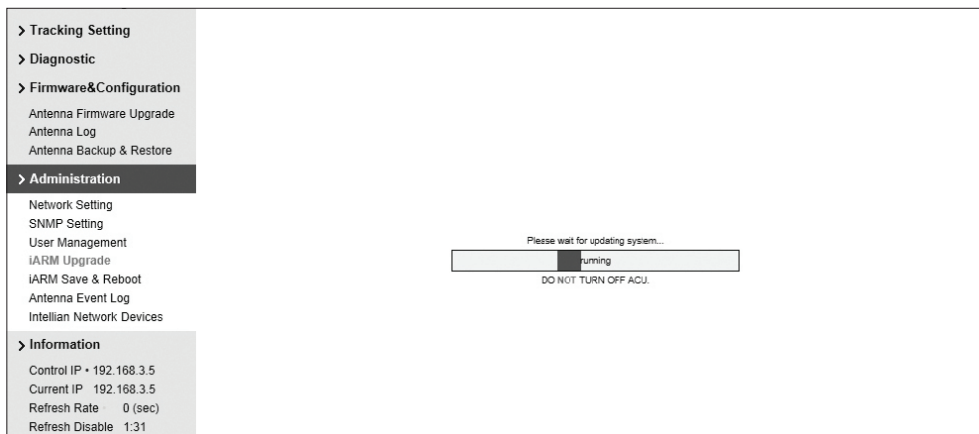 > Tracking Setting
> Diagnostic
> Firmware&Configuration
Antenna Firmware Upgrade
Antenna Log
Antenna Backup & Restore
> Administration
Network Setting
SNMP Setting
User Management
iARM Upgrade
iARM Save & Reboot
Antenna Event Log
Intellian Network Devices
> Information
Control IP • 192.168.3.5
Current IP 192.168.3.5
Refresh Rate 0 (sec)
Refresh Disable 1:31
Please wait for updating system...
running
DO NOT TURN OFF ACU.